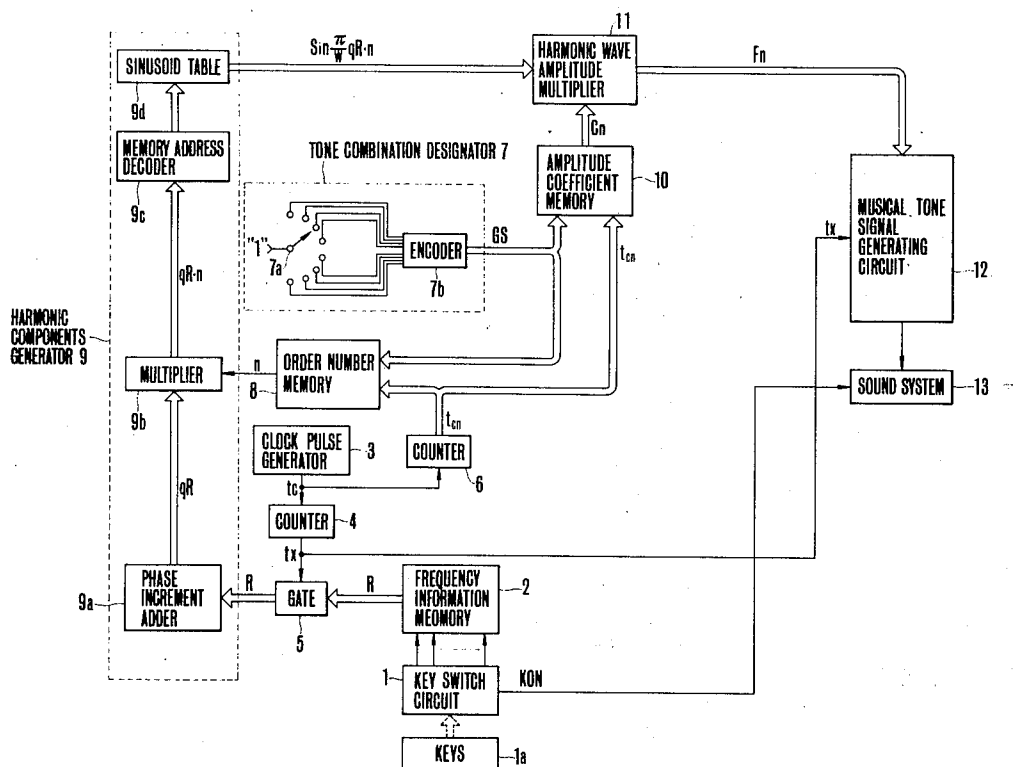 11
Sin π/W qR·n
HARMONIC WAVE
AMPLITUDE
MULTIPLIER
Fn
SINUSOID TABLE
9d
Cn
MEMORY ADDRESS
DECODER
9c
TONE COMBINATION DESIGNATOR 7
AMPLITUDE
COEFFICIENT
MEMORY
10
"1"
7a
ENCODER
7b
GS
tcn
tx
MUSICAL TONE
SIGNAL
GENERATING
CIRCUIT
12
qR·n
HARMONIC
COMPONENTS
GENERATOR 9
MULTIPLIER
9b
n
ORDER NUMBER
MEMORY
8
SOUND SYSTEM
13
tcn
CLOCK PULSE
GENERATOR
3
COUNTER
6
tc
qR
COUNTER
4
tx
PHASE
INCREMENT
ADDER
9a
R
GATE
5
R
FREQUENCY
INFORMATION
MEOMORY
2
1
KEY SWITCH
CIRCUIT
KON
KEYS
1a